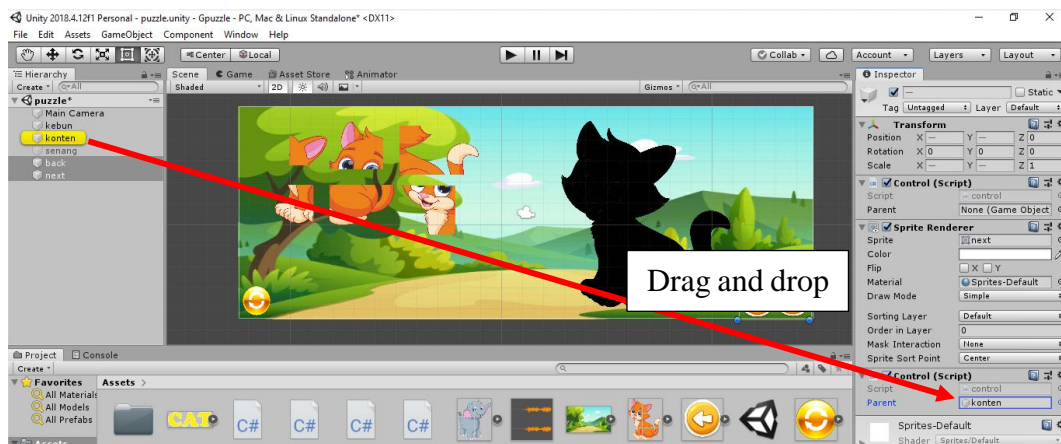 Unity 2018.4.12f1 Personal - puzzle.unity - Gpuzzle - PC, Mac & Linux Standalone* <DX11>
File Edit Assets GameObject Component Window Help
Center Local Collab Account Layers Layout
Hierarchy Scene Game Asset Store Animator Inspector
Create All Shaded 2D Gizmos All
— Static
puzzle*
Main Camera
kebun
konten
senang
back
next
Tag Untagged Layer Default
Transform
Position X — Y — Z 0
Rotation X 0 Y 0 Z 0
Scale X — Y — Z 1
Control (Script)
Script control
Parent None (Game Object
Sprite Renderer
Sprite next
Color
Flip X Y
Material Sprites-Default
Draw Mode Simple
Drag and drop
Sorting Layer Default
Order in Layer 0
Mask Interaction None
Sprite Sort Point Center
Control (Script)
Script control
Parent konten
Sprites-Default
Shader Sprites/Default
Project Console
Create
Favorites Assets >
All Materials
All Models
All Prefabs
Assets
CAT C# C# C# C#